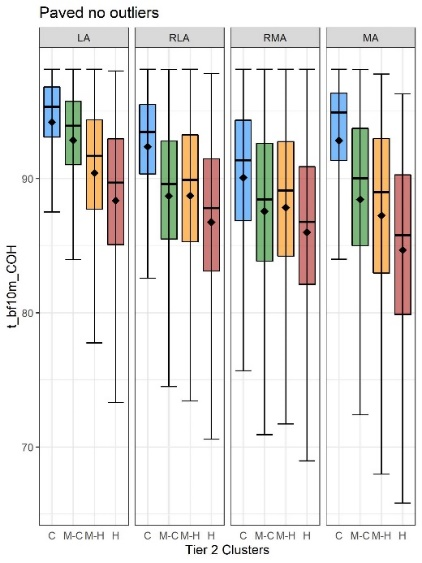 Paved no outliers
LA RLA RMA MA
t_bf10m_COH
90
80
70
C M-C M-H H C M-C M-H H C M-C M-H H C M-C M-H H
Tier 2 Clusters